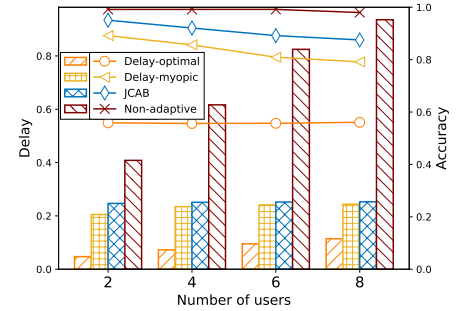 Delay-optimal
Delay-myopic
JCAB
Non-adaptive
Delay
0.8
0.6
0.4
0.2
0.0
1.0
0.8
0.6
0.4
0.2
0.0
Accuracy
2 4 6 8
Number of users